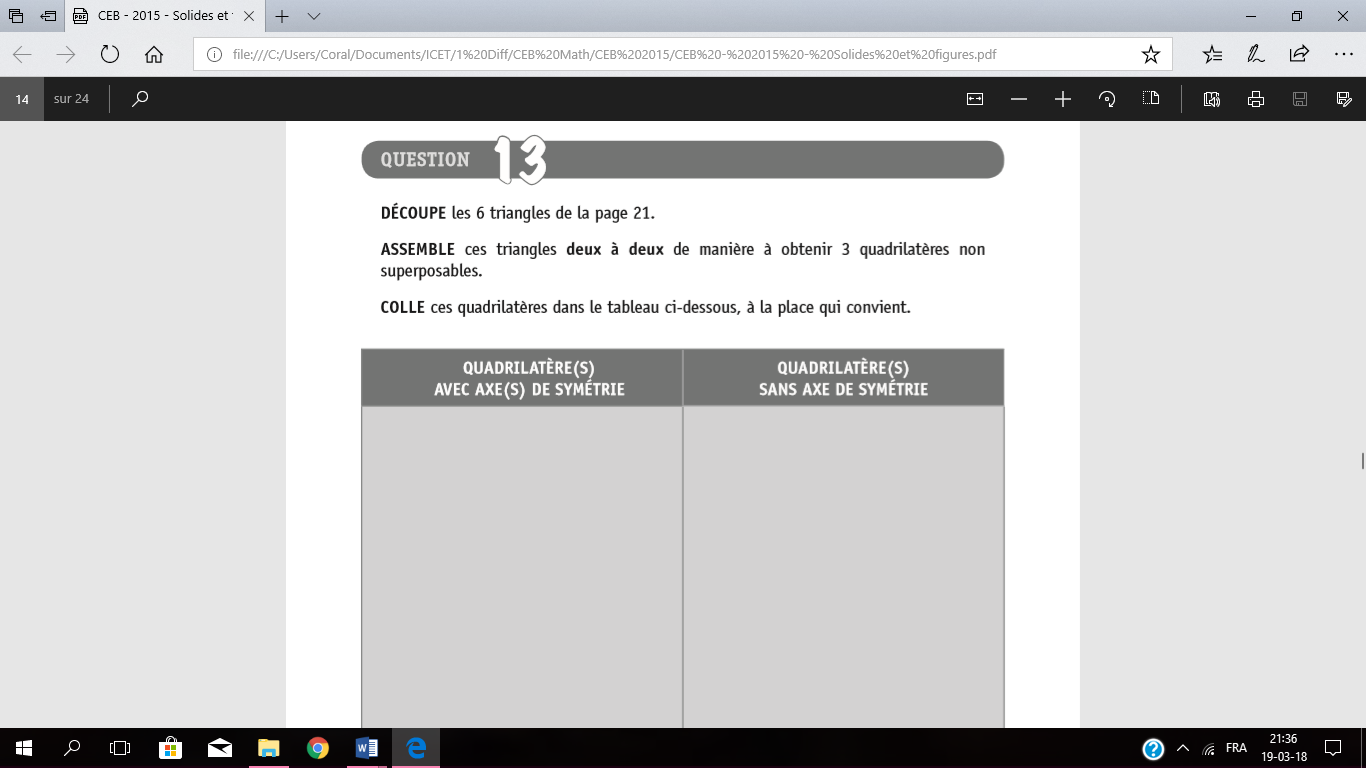 CEB - 2015 - Solides et
file:///C:/Users/Coral/Documents/ICET/1%20Diff/CEB%20Math/CEB%202015/CEB%20-%202015%20-%20Solides%20et%20figures.pdf
14 sur 24
QUESTION 13
DÉCOUPE les 6 triangles de la page 21.
ASSEMBLE ces triangles deux à deux de manière à obtenir 3 quadrilatères non
superposables.
COLLE ces quadrilatères dans le tableau ci-dessous, à la place qui convient.
QUADRILATÈRE(S)
AVEC AXE(S) DE SYMÉTRIE
QUADRILATÈRE(S)
SANS AXE DE SYMÉTRIE
FRA
21:36
19-03-18